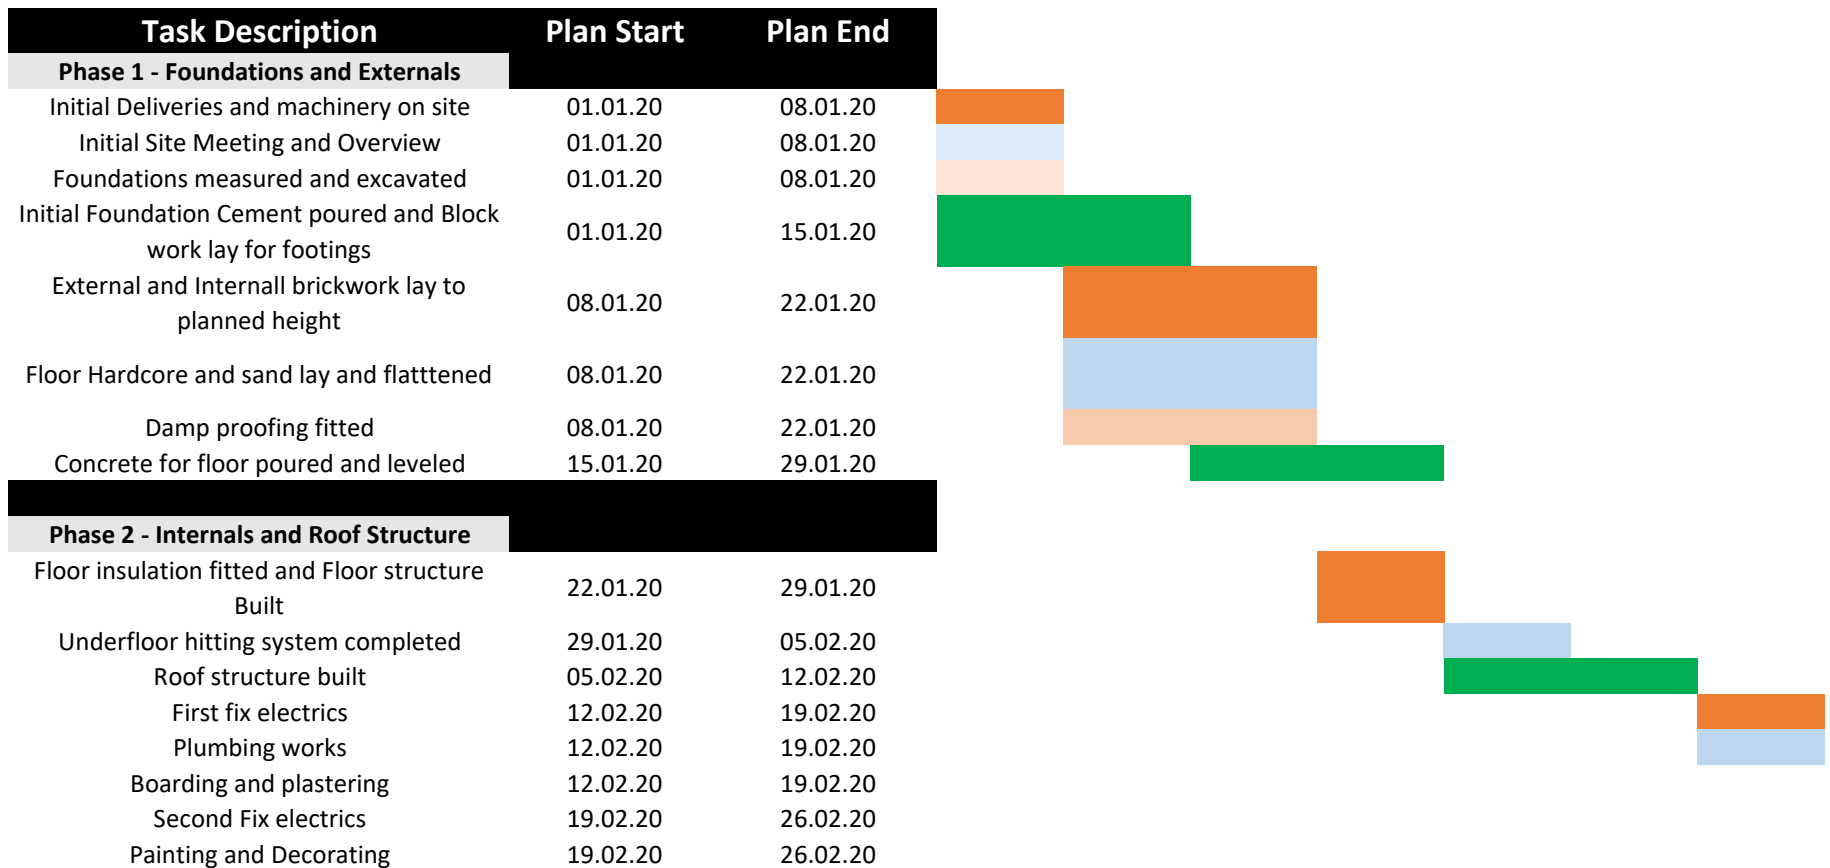 Task Description Plan Start Plan End
Phase 1 - Foundations and Externals
Initial Deliveries and machinery on site 01.01.20 08.01.20
Initial Site Meeting and Overview 01.01.20 08.01.20
Foundations measured and excavated 01.01.20 08.01.20
Initial Foundation Cement poured and Block
work lay for footings 01.01.20 15.01.20
External and Internall brickwork lay to
planned height 08.01.20 22.01.20
Floor Hardcore and sand lay and flatttened 08.01.20 22.01.20
Damp proofing fitted 08.01.20 22.01.20
Concrete for floor poured and leveled 15.01.20 29.01.20
Phase 2 - Internals and Roof Structure
Floor insulation fitted and Floor structure
Built 22.01.20 29.01.20
Underfloor hitting system completed 29.01.20 05.02.20
Roof structure built 05.02.20 12.02.20
First fix electrics 12.02.20 19.02.20
Plumbing works 12.02.20 19.02.20
Boarding and plastering 12.02.20 19.02.20
Second Fix electrics 19.02.20 26.02.20
Painting and Decorating 19.02.20 26.02.20